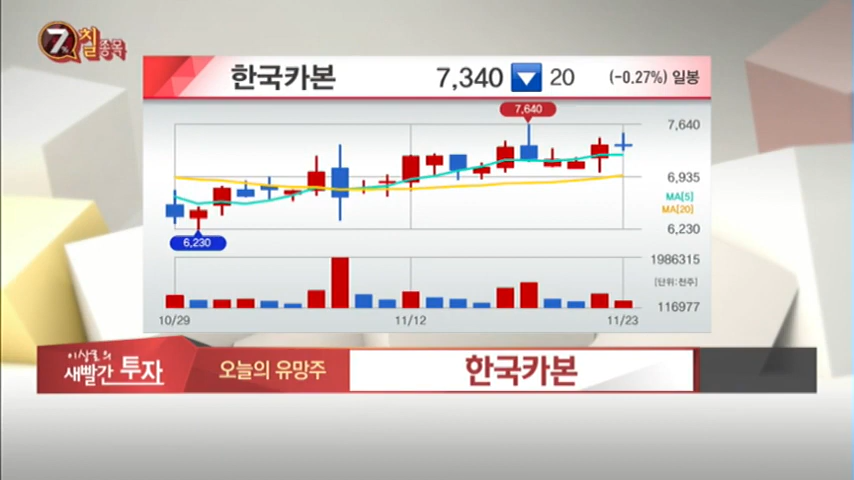 7% 칠종목
한국카본 7,340 ▼ 20 (-0.27%) 일봉
7,640
7,640
6,935
MA[5]
MA[20]
6,230
6,230
1986315
[단위:천주]
116977
10/29 11/12 11/23
이상로의
새빨간 투자
오늘의 유망주
한국카본